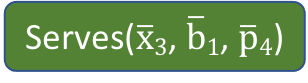 Serves(x̅₃, b̅₁, p̅₄)